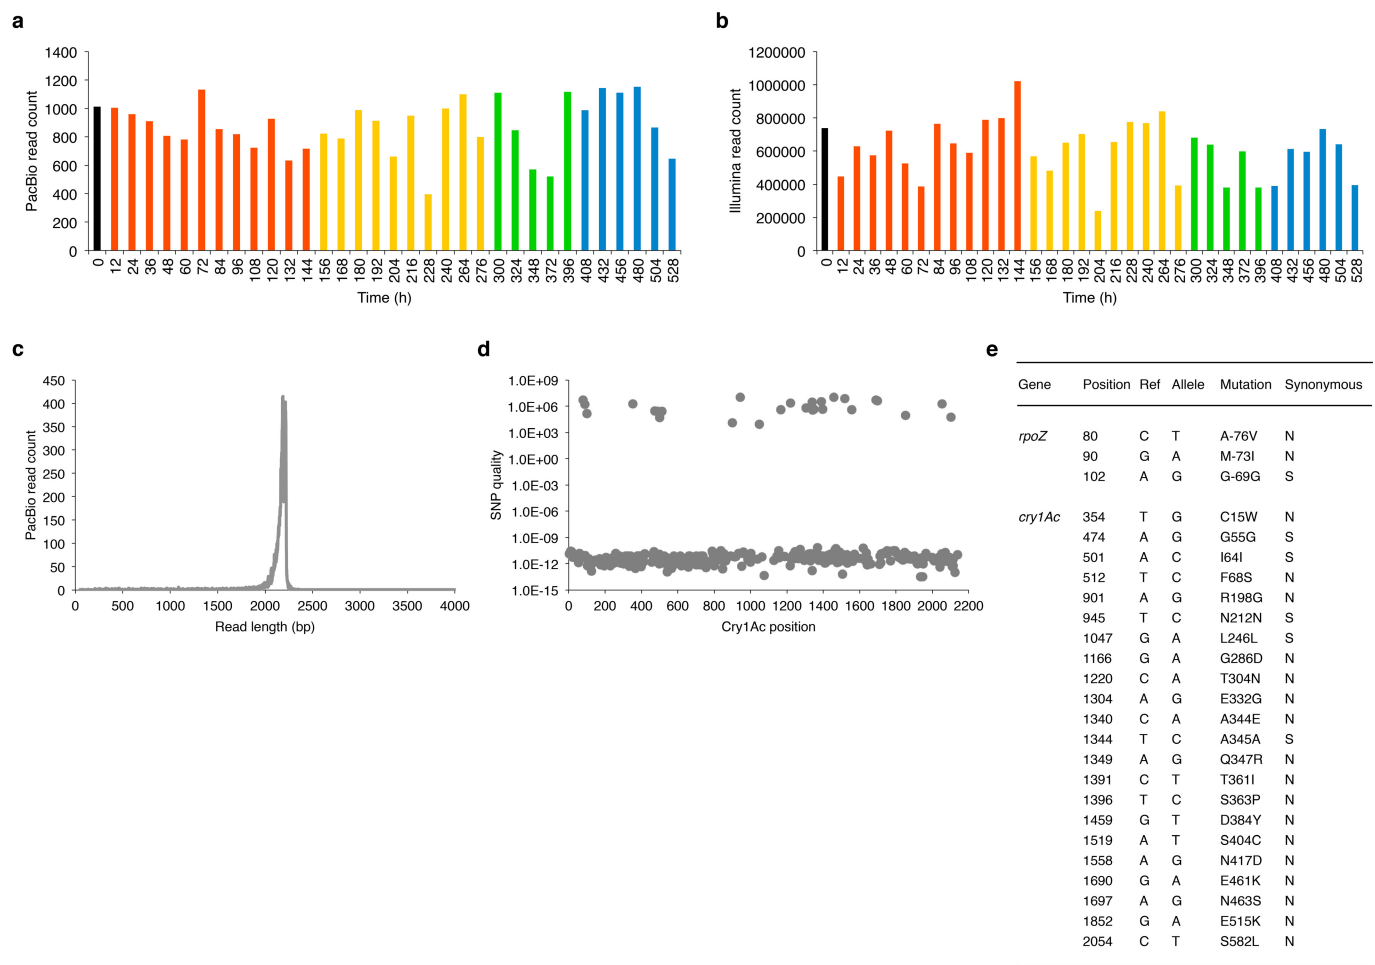 a
1400
1200
1000
800
600
400
200
0
PacBio read count
0 12 24 36 48 60 72 84 96 108 120 132 144 156 168 180 192 204 216 228 240 264 276 300 324 348 372 396 408 432 456 480 504 528
Time (h)
b
1200000
1000000
800000
600000
400000
200000
0
Illumina read count
0 12 24 36 48 60 72 84 96 108 120 132 144 156 168 180 192 204 216 228 240 264 276 300 324 348 372 396 408 432 456 480 504 528
Time (h)
c
450
400
350
300
250
200
150
100
50
0
PacBio read count
0 500 1000 1500 2000 2500 3000 3500 4000
Read length (bp)
d
1.0E+09
1.0E+06
1.0E+03
1.0E+00
1.0E-03
1.0E-06
1.0E-09
1.0E-12
1.0E-15
SNP quality
0 200 400 600 800 1000 1200 1400 1600 1800 2000 2200
Cry1Ac position
e
Gene Position Ref Allele Mutation Synonymous
rpoZ 80 C T A-76V N
90 G A M-73I N
102 A G G-69G S
cry1Ac 354 T G C15W N
474 A G G55G S
501 A C I64I S
512 T C F68S N
901 A G R198G N
945 T C N212N S
1047 G A L246L S
1166 G A G286D N
1220 C A T304N N
1304 A G E332G N
1340 C A A344E N
1344 T C A345A S
1349 A G Q347R N
1391 C T T361I N
1396 T C S363P N
1459 G T D384Y N
1519 A T S404C N
1558 A G N417D N
1690 G A E461K N
1697 A G N463S N
1852 G A E515K N
2054 C T S582L N